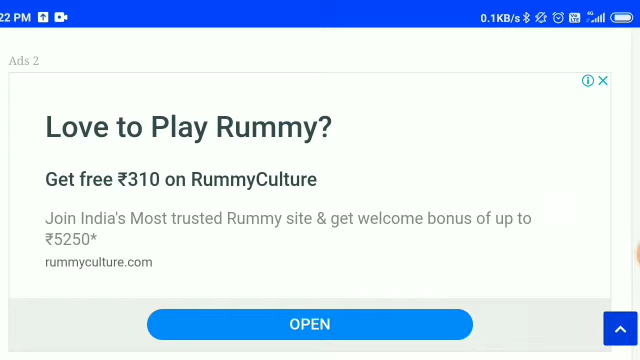 22 PM
0.1KB/s
4G
Ads 2
Love to Play Rummy?
Get free ₹310 on RummyCulture
Join India's Most trusted Rummy site & get welcome bonus of up to
₹5250*
rummyculture.com
OPEN